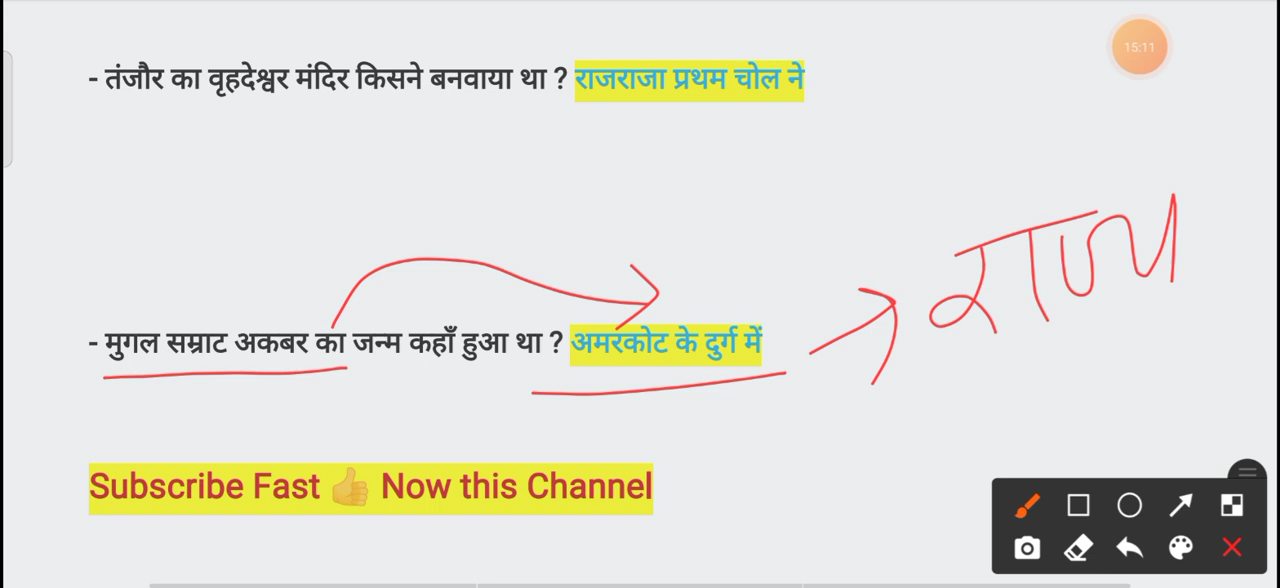 15:11
- तंजौर का वृहदेश्वर मंदिर किसने बनवाया था ? राजराजा प्रथम चोल ने
राज्य
- मुगल सम्राट अकबर का जन्म कहाँ हुआ था ? अमरकोट के दुर्ग में
Subscribe Fast 👍 Now this Channel